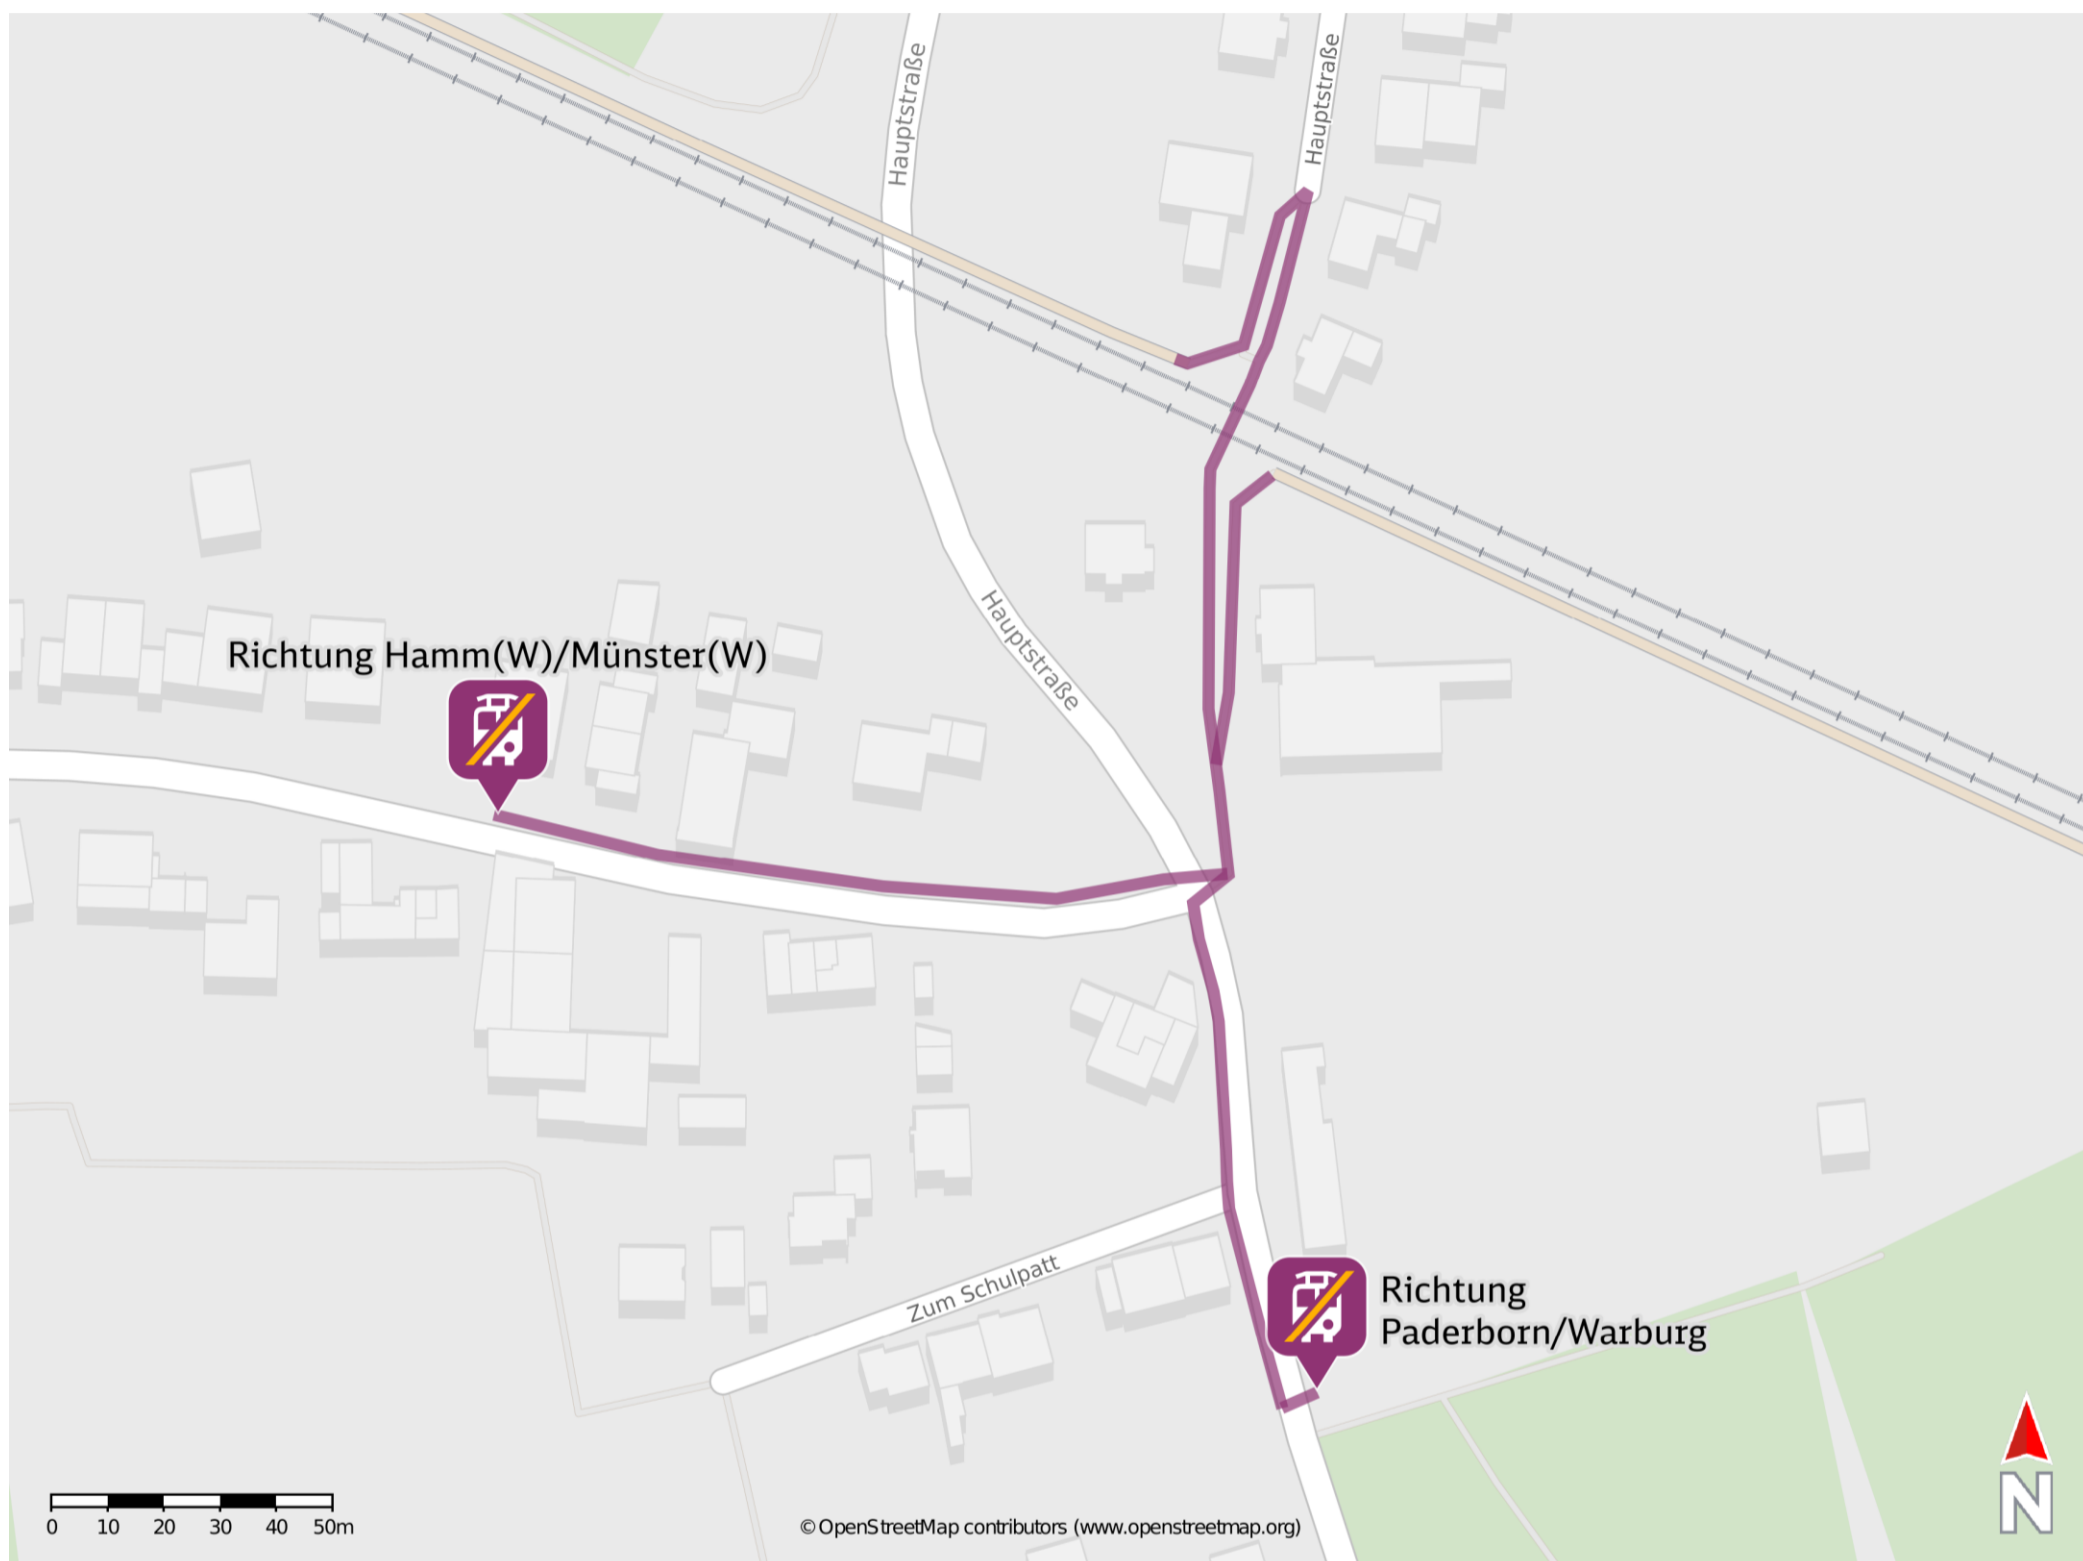 Hauptstraße
Hauptstraße
Hauptstraße
Richtung Hamm(W)/Münster(W)
Zum Schulpatt
Richtung
Paderborn/Warburg
N
0 10 20 30 40 50m
© OpenStreetMap contributors (www.openstreetmap.org)